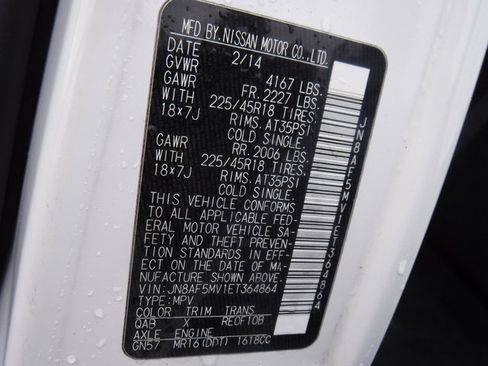 MFD BY.NISSAN MOTOR CO.,LTD.
DATE 2/14
GVWR 4167 LBS.
GAWR FR. 2227 LBS.
WITH 225/45R18 TIRES.
18x7J RIMS. AT35PSI
COLD SINGLE.
GAWR RR. 2006 LBS.
WITH 225/45R18 TIRES.
18x7J RIMS. AT35PSI
COLD SINGLE.
THIS VEHICLE CONFORMS
TO ALL APPLICABLE FED-
ERAL MOTOR VEHICLE SA-
FETY AND THEFT PREVEN-
TION STANDARDS IN EFF-
ECT ON THE DATE OF MA-
NUFACTURE SHOWN ABOVE.
VIN: JN8AF5MV1ET364864
TYPE: MPV
COLOR TRIM TRANS
QAB X RE0F10B
AXLE ENGINE
GN57 MR16(DDT) 1618CC
JN8AF5MV1ET364864